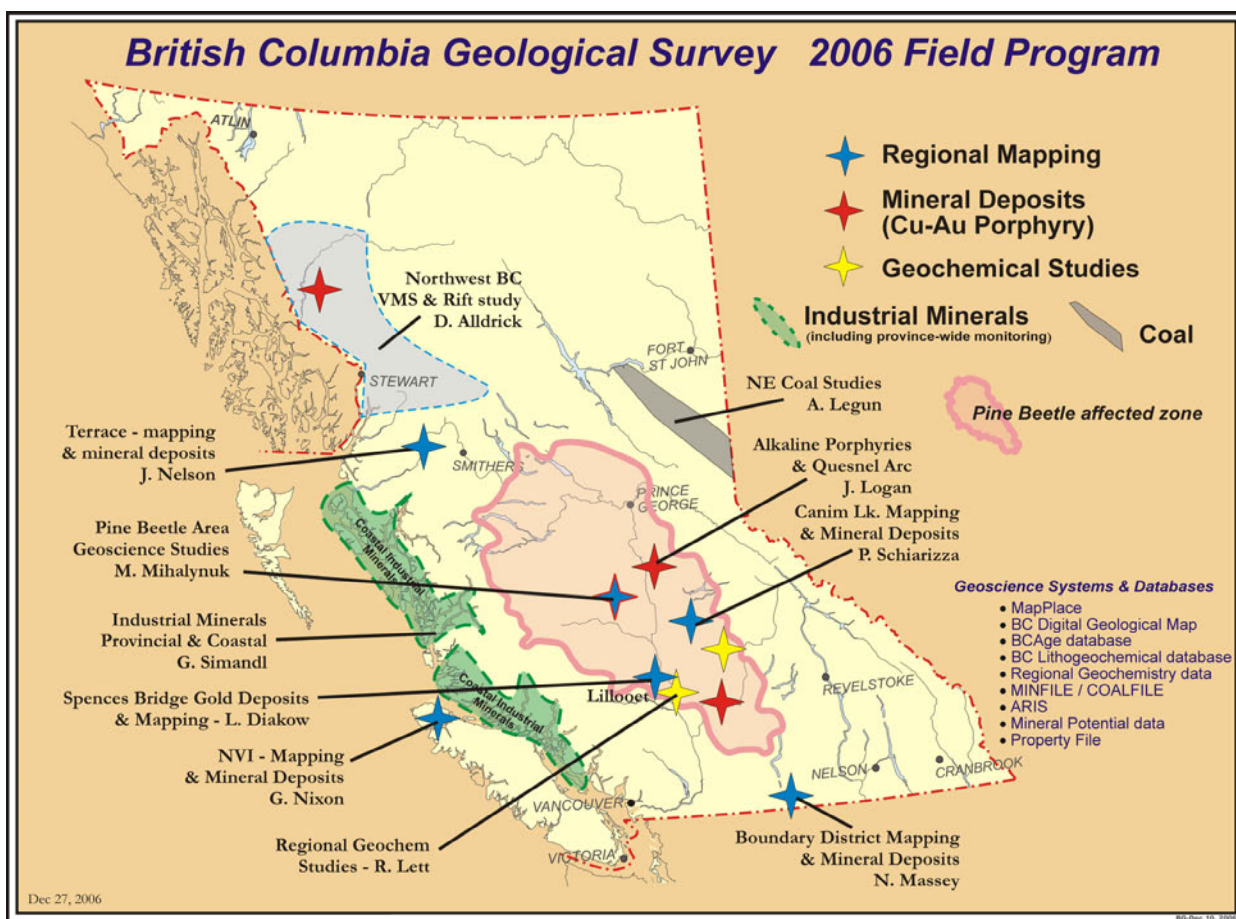 British Columbia Geological Survey 2006 Field Program
ATLIN
Regional Mapping
Mineral Deposits
(Cu-Au Porphyry)
Geochemical Studies
Industrial Minerals
(including province-wide monitoring)
Coal
Pine Beetle affected zone
Northwest BC
VMS & Rift study
D. Alldrick
STEWART
FORT
ST JOHN
NE Coal Studies
A. Legun
Terrace - mapping
& mineral deposits
J. Nelson
SMITHERS
PRINCE
GEORGE
Alkaline Porphyries
& Quesnel Arc
J. Logan
Canim Lk. Mapping
& Mineral Deposits
P. Schiarizza
Pine Beetle Area
Geoscience Studies
M. Mihalynuk
Coastal Industrial
Minerals
Industrial Minerals
Provincial & Coastal
G. Simandl
Spences Bridge Gold Deposits
& Mapping - L. Diakow
Coastal Industrial
Minerals
Lillooet
REVELSTOKE
NVI - Mapping
& Mineral Deposits
G. Nixon
Regional Geochem
Studies - R. Lett
VANCOUVER
VICTORIA
NELSON
CRANBROOK
Boundary District Mapping
& Mineral Deposits
N. Massey
Geoscience Systems & Databases
• MapPlace
• BC Digital Geological Map
• BCAge database
• BC Lithogeochemical database
• Regional Geochemistry data
• MINFILE / COALFILE
• ARIS
• Mineral Potential data
• Property File
Dec 27, 2006